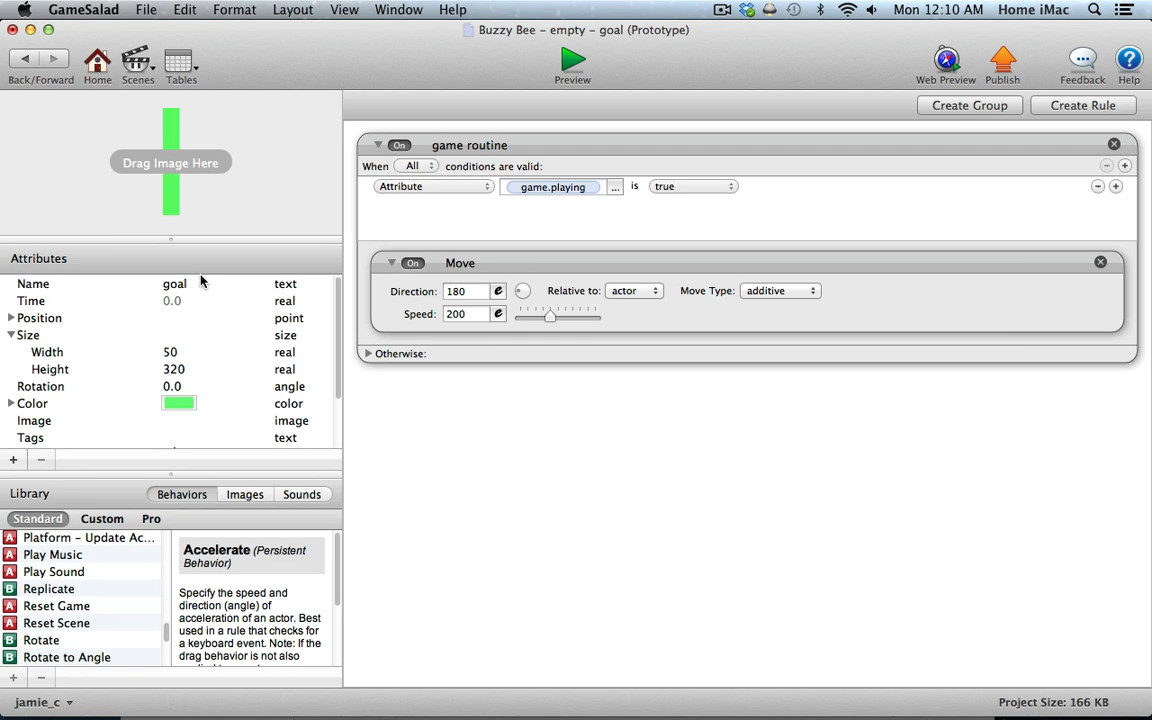 GameSalad File Edit Format Layout View Window Help Mon 12:10 AM Home iMac
Buzzy Bee – empty – goal (Prototype)
Back/Forward Home Scenes Tables Preview Web Preview Publish Feedback Help
Create Group Create Rule
Drag Image Here
On game routine
When All conditions are valid:
Attribute game.playing ... is true
On Move
Direction: 180 e Relative to: actor Move Type: additive
Speed: 200 e
Otherwise:
Attributes
Name goal text
Time 0.0 real
Position point
Size size
Width 50 real
Height 320 real
Rotation 0.0 angle
Color color
Image image
Tags text
Library Behaviors Images Sounds
Standard Custom Pro
A Platform – Update Ac...
A Play Music
A Play Sound
B Replicate
A Reset Game
A Reset Scene
B Rotate
B Rotate to Angle
Accelerate (Persistent
Behavior)
Specify the speed and
direction (angle) of
acceleration of an actor. Best
used in a rule that checks for
a keyboard event. Note: If the
drag behavior is not also
jamie_c
Project Size: 166 KB